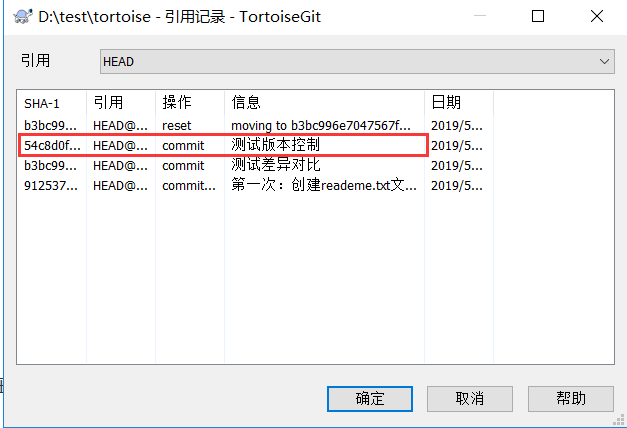 D:\test\tortoise - 引用记录 - TortoiseGit
引用 HEAD
SHA-1 引用 操作 信息 日期
b3bc99... HEAD@... reset moving to b3bc996e7047567f... 2019/5...
54c8d0f... HEAD@... commit 测试版本控制 2019/5...
b3bc99... HEAD@... commit 测试差异对比 2019/5...
912537... HEAD@... commit... 第一次：创建reademe.txt文... 2019/5...
确定 取消 帮助